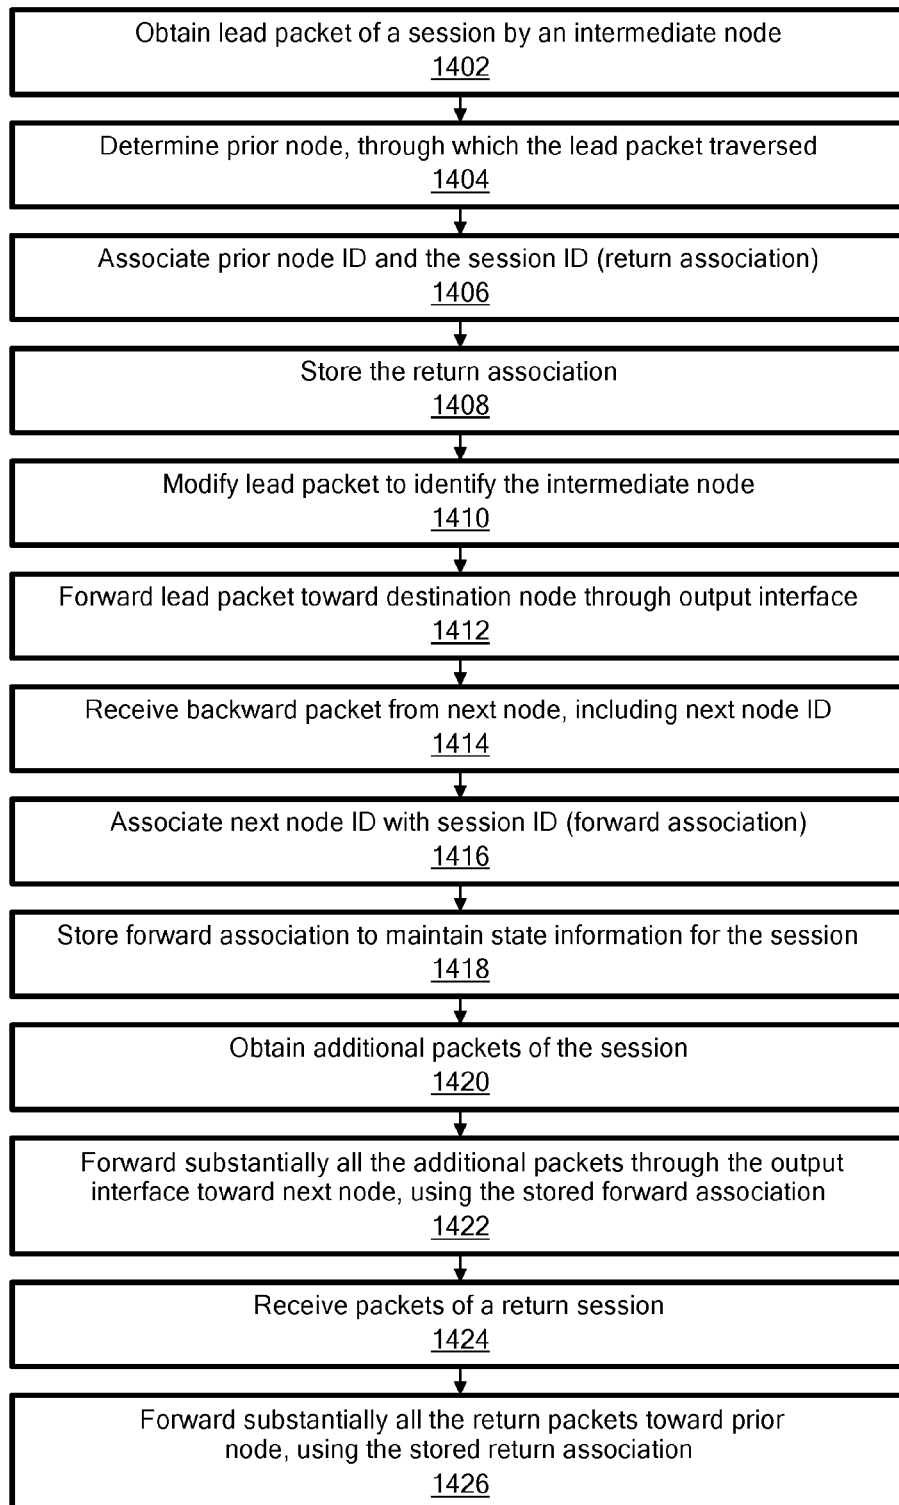 Obtain lead packet of a session by an intermediate node
1402
Determine prior node, through which the lead packet traversed
1404
Associate prior node ID and the session ID (return association)
1406
Store the return association
1408
Modify lead packet to identify the intermediate node
1410
Forward lead packet toward destination node through output interface
1412
Receive backward packet from next node, including next node ID
1414
Associate next node ID with session ID (forward association)
1416
Store forward association to maintain state information for the session
1418
Obtain additional packets of the session
1420
Forward substantially all the additional packets through the output
interface toward next node, using the stored forward association
1422
Receive packets of a return session
1424
Forward substantially all the return packets toward prior
node, using the stored return association
1426